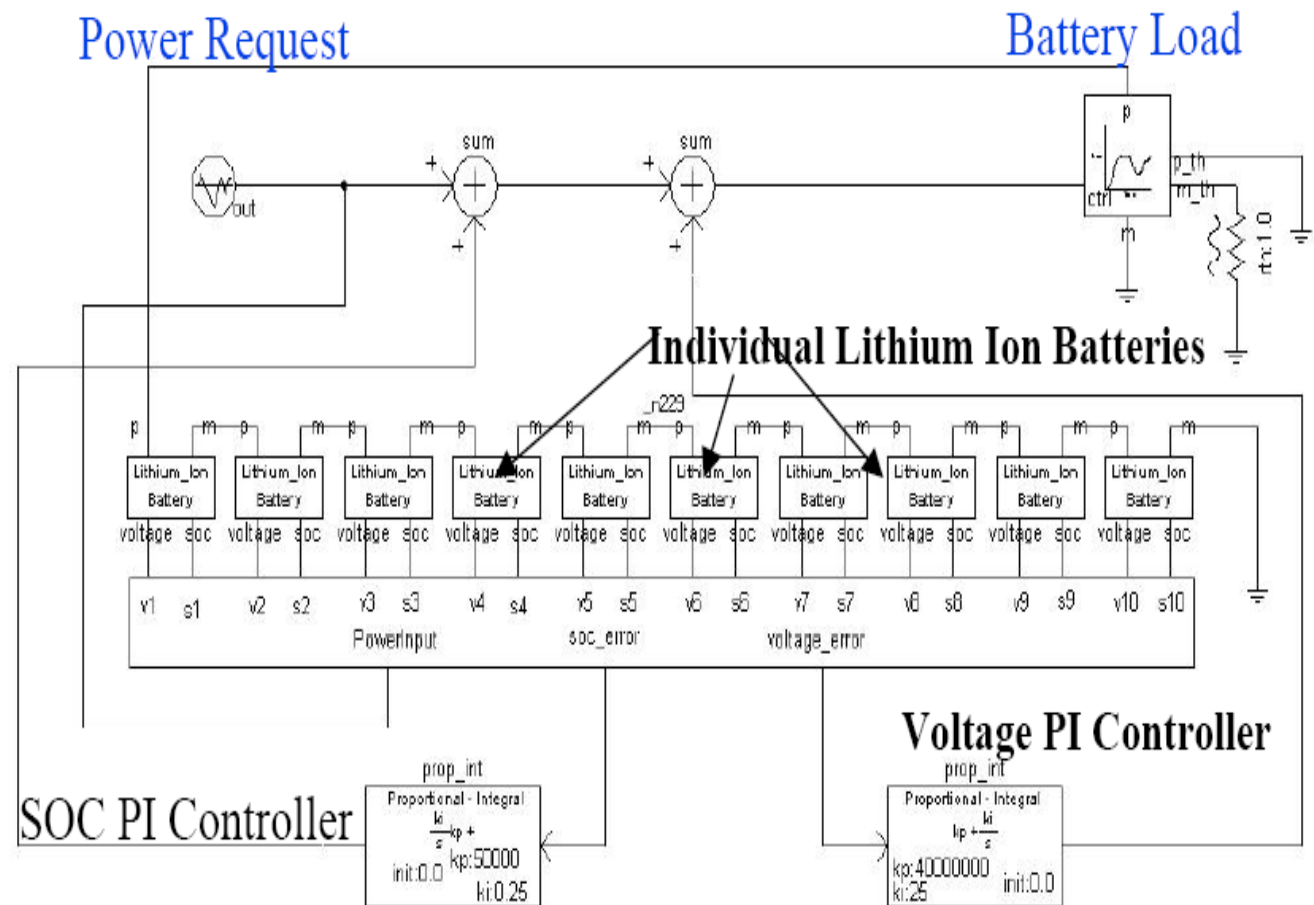 Power Request
Battery Load
sum
sum
p
+
+
out
ctrl
p_th
m_th
+
+
m
rth:1.0
Individual Lithium Ion Batteries
_n229
p m p m p m p m p m p m p m p m p m p m
Lithium_Ion Lithium_Ion Lithium_Ion Lithium_Ion Lithium_Ion Lithium_Ion Lithium_Ion Lithium_Ion Lithium_Ion Lithium_Ion
Battery Battery Battery Battery Battery Battery Battery Battery Battery Battery
voltage soc voltage soc voltage soc voltage soc voltage soc voltage soc voltage soc voltage soc voltage soc voltage soc
v1 s1 v2 s2 v3 s3 v4 s4 v5 s5 v6 s6 v7 s7 v8 s8 v9 s9 v10 s10
PowerInput soc_error voltage_error
Voltage PI Controller
prop_int
prop_int
SOC PI Controller
Proportional - Integral
ki
kp +
s
kp:50000
init:0.0
ki:0.25
Proportional - Integral
kp + ki
s
kp:40000000
ki:25
init:0.0